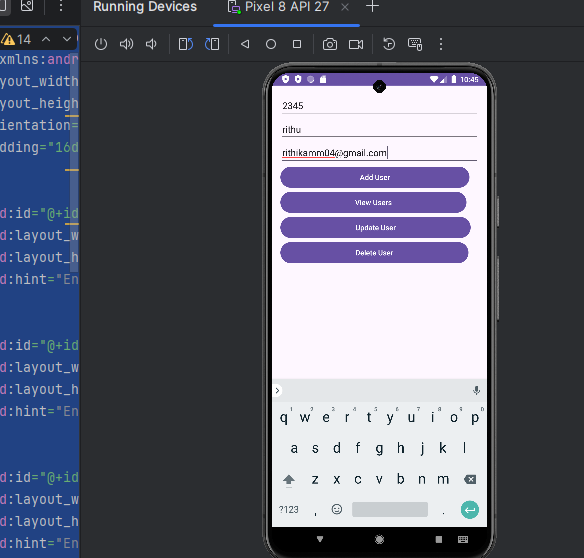 Running Devices
Pixel 8 API 27
14
xmlns:andr
yout_width
yout_heigh
ientation=
dding="16d
d:id="@+id
d:layout_w
d:layout_h
d:hint="En
d:id="@+id
d:layout_w
d:layout_h
d:hint="En
d:id="@+id
d:layout_w
d:layout_h
d:hint="En
10:45
2345
rithu
rithikamm04@gmail.com
Add User
View Users
Update User
Delete User
1 2 3 4 5 6 7 8 9 0
q w e r t y u i o p
a s d f g h j k l
z x c v b n m
?123 , .